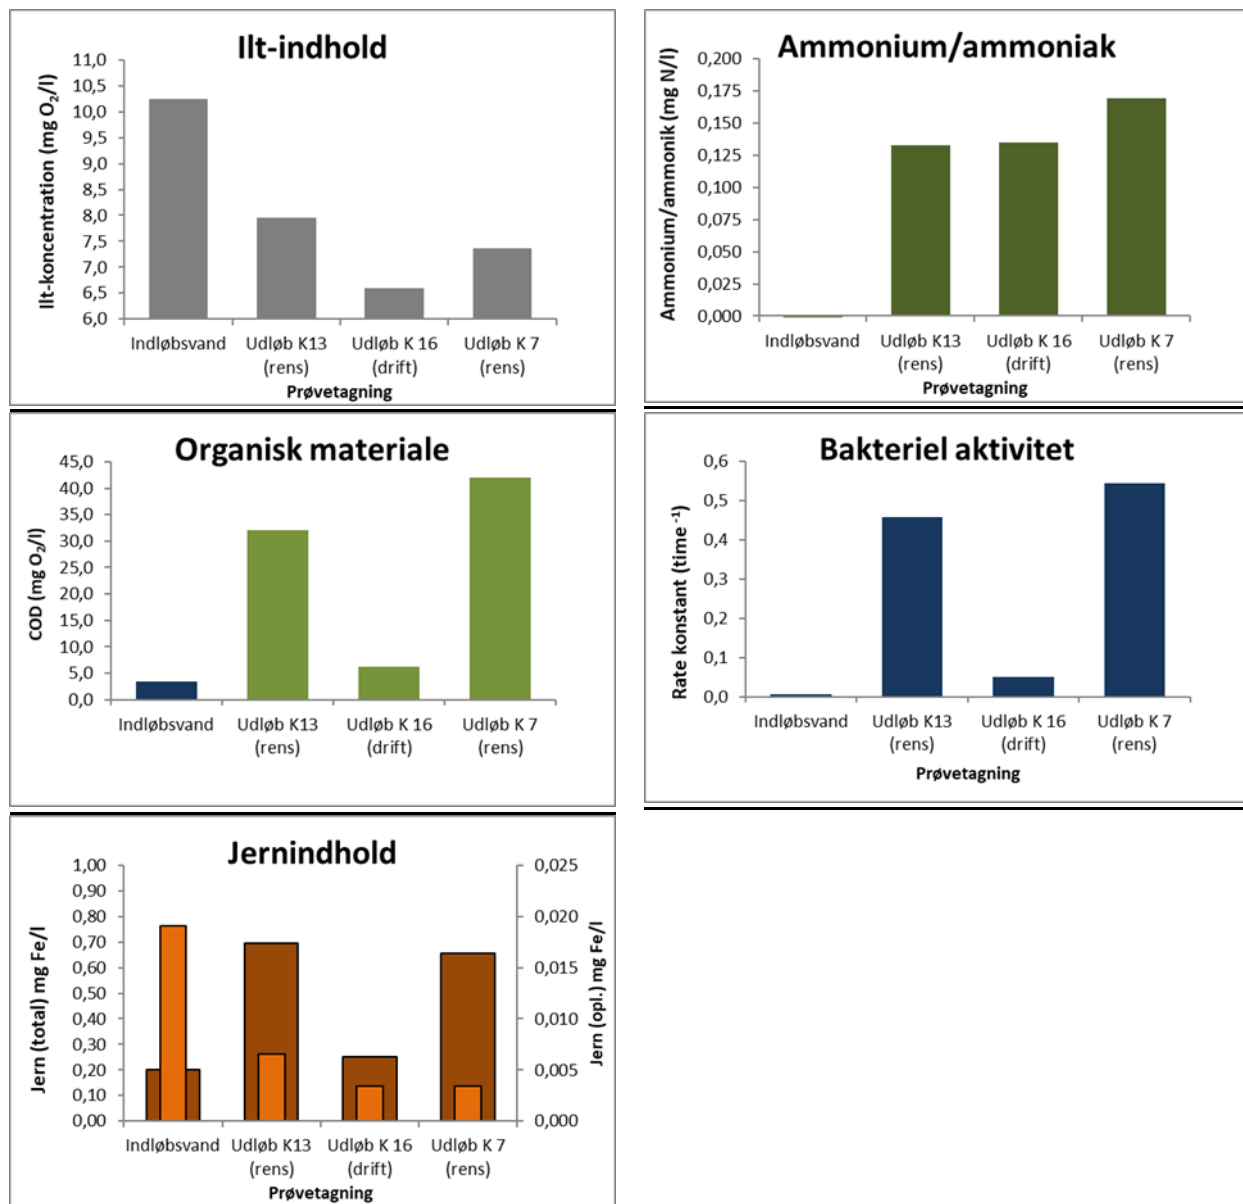 Ilt-indhold
Ilt-koncentration (mg O₂/l)
11,0
10,5
10,0
9,5
9,0
8,5
8,0
7,5
7,0
6,5
6,0
Indløbsvand
Udløb K13
(rens)
Udløb K 16
(drift)
Udløb K 7
(rens)
Prøvetagning
Ammonium/ammoniak
Ammonium/ammonik (mg N/l)
0,200
0,175
0,150
0,125
0,100
0,075
0,050
0,025
0,000
Indløbsvand
Udløb K13
(rens)
Udløb K 16
(drift)
Udløb K 7
(rens)
Prøvetagning
Organisk materiale
COD (mg O₂/l)
45,0
40,0
35,0
30,0
25,0
20,0
15,0
10,0
5,0
0,0
Indløbsvand
Udløb K13
(rens)
Udløb K 16
(drift)
Udløb K 7
(rens)
Bakteriel aktivitet
Rate konstant (time ⁻¹)
0,6
0,5
0,4
0,3
0,2
0,1
0,0
Indløbsvand
Udløb K13
(rens)
Udløb K 16
(drift)
Udløb K 7
(rens)
Prøvetagning
Jernindhold
Jern (total) mg Fe/l
1,00
0,90
0,80
0,70
0,60
0,50
0,40
0,30
0,20
0,10
0,00
0,025
0,020
0,015
0,010
0,005
0,000
Jern (opl.) mg Fe/l
Indløbsvand
Udløb K13
(rens)
Udløb K 16
(drift)
Udløb K 7
(rens)
Prøvetagning